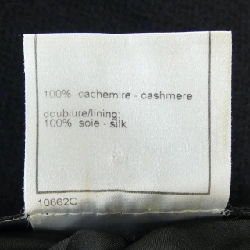 100% cachemire - cashmere
doublure/lining:
100% soie - silk